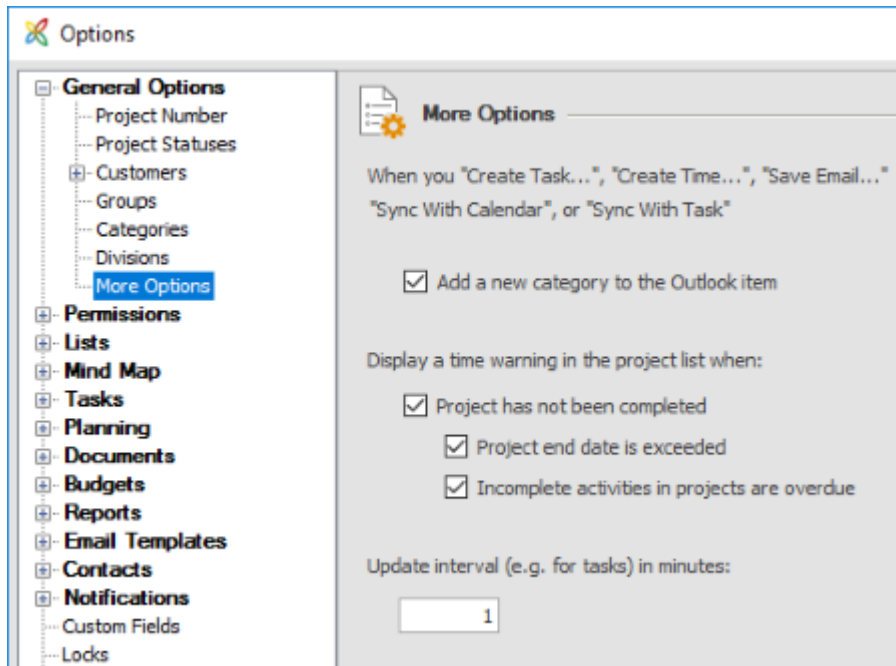 Options
General Options
Project Number
Project Statuses
Customers
Groups
Categories
Divisions
More Options
Permissions
Lists
Mind Map
Tasks
Planning
Documents
Budgets
Reports
Email Templates
Contacts
Notifications
Custom Fields
Locks
More Options
When you "Create Task...", "Create Time...", "Save Email..."
"Sync With Calendar", or "Sync With Task"
Add a new category to the Outlook item
Display a time warning in the project list when:
Project has not been completed
Project end date is exceeded
Incomplete activities in projects are overdue
Update interval (e.g. for tasks) in minutes:
1